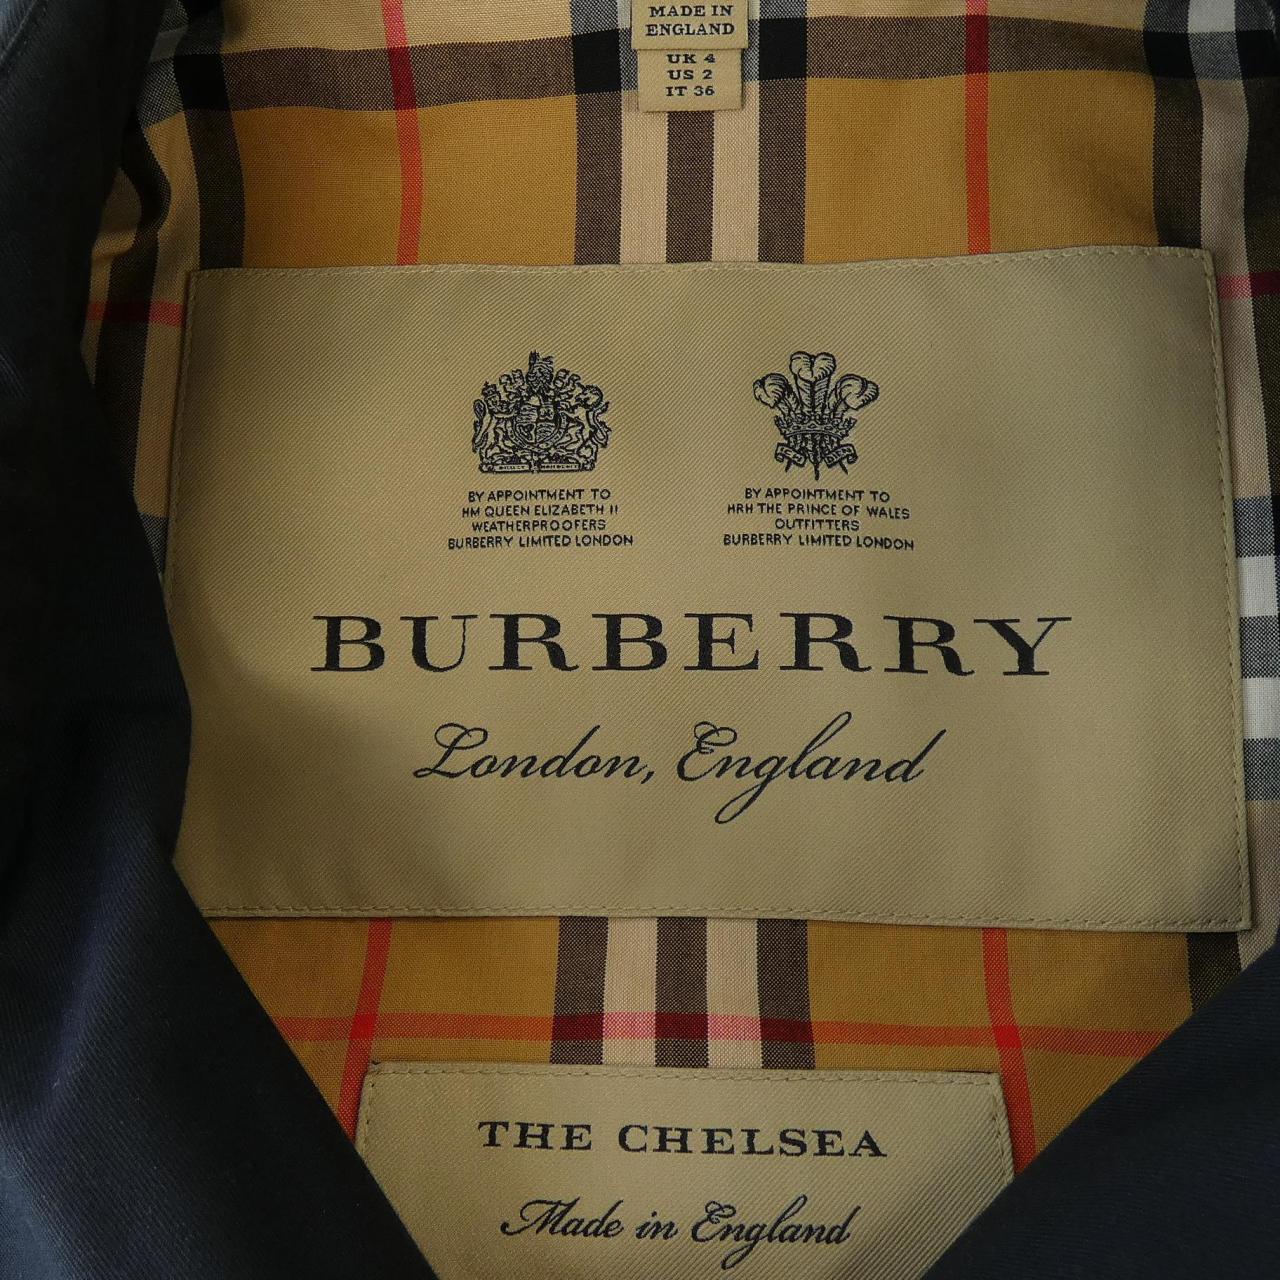 MADE IN
ENGLAND
UK 4
US 2
IT 36
BY APPOINTMENT TO
HM QUEEN ELIZABETH II
WEATHERPROOFERS
BURBERRY LIMITED LONDON
BY APPOINTMENT TO
HRH THE PRINCE OF WALES
OUTFITTERS
BURBERRY LIMITED LONDON
BURBERRY
London, England
THE CHELSEA
Made in England